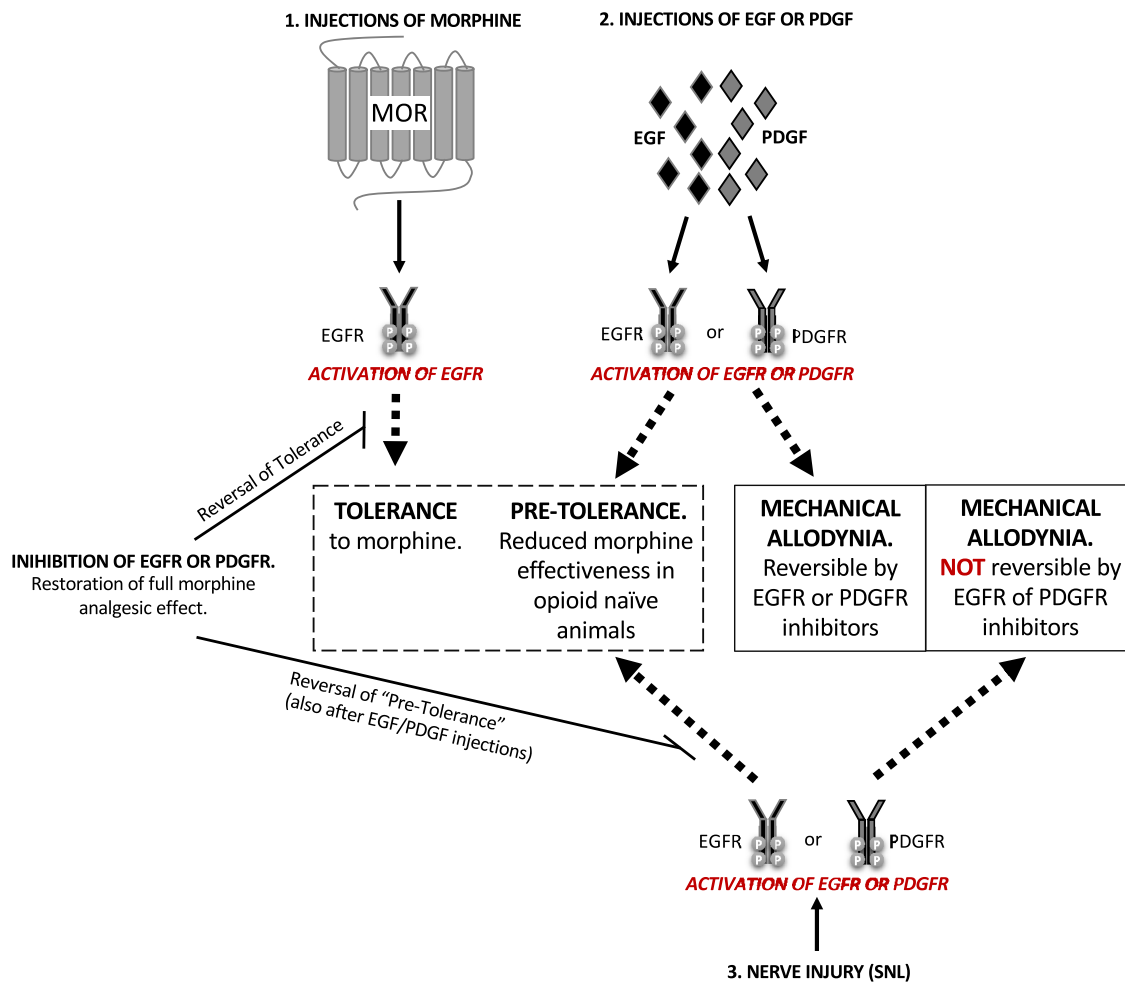 1. INJECTIONS OF MORPHINE
MOR
EGFR
ACTIVATION OF EGFR
2. INJECTIONS OF EGF OR PDGF
EGF
PDGF
EGFR
or
PDGFR
ACTIVATION OF EGFR OR PDGFR
P P
P P
P P
P P
P P
P P
Reversal of Tolerance
INIHIBITION OF EGFR OR PDGFR.
Restoration of full morphine
analgesic effect.
TOLERANCE
to morphine.
PRE-TOLERANCE.
Reduced morphine
effectiveness in
opioid naïve
animals
MECHANICAL
ALLODYNIA.
Reversible by
EGFR or PDGFR
inhibitors
MECHANICAL
ALLODYNIA.
NOT reversible by
EGFR of PDGFR
inhibitors
Reversal of “Pre-Tolerance”
(also after EGF/PDGF injections)
EGFR
or
PDGFR
P P
P P
P P
P P
ACTIVATION OF EGFR OR PDGFR
3. NERVE INJURY (SNL)